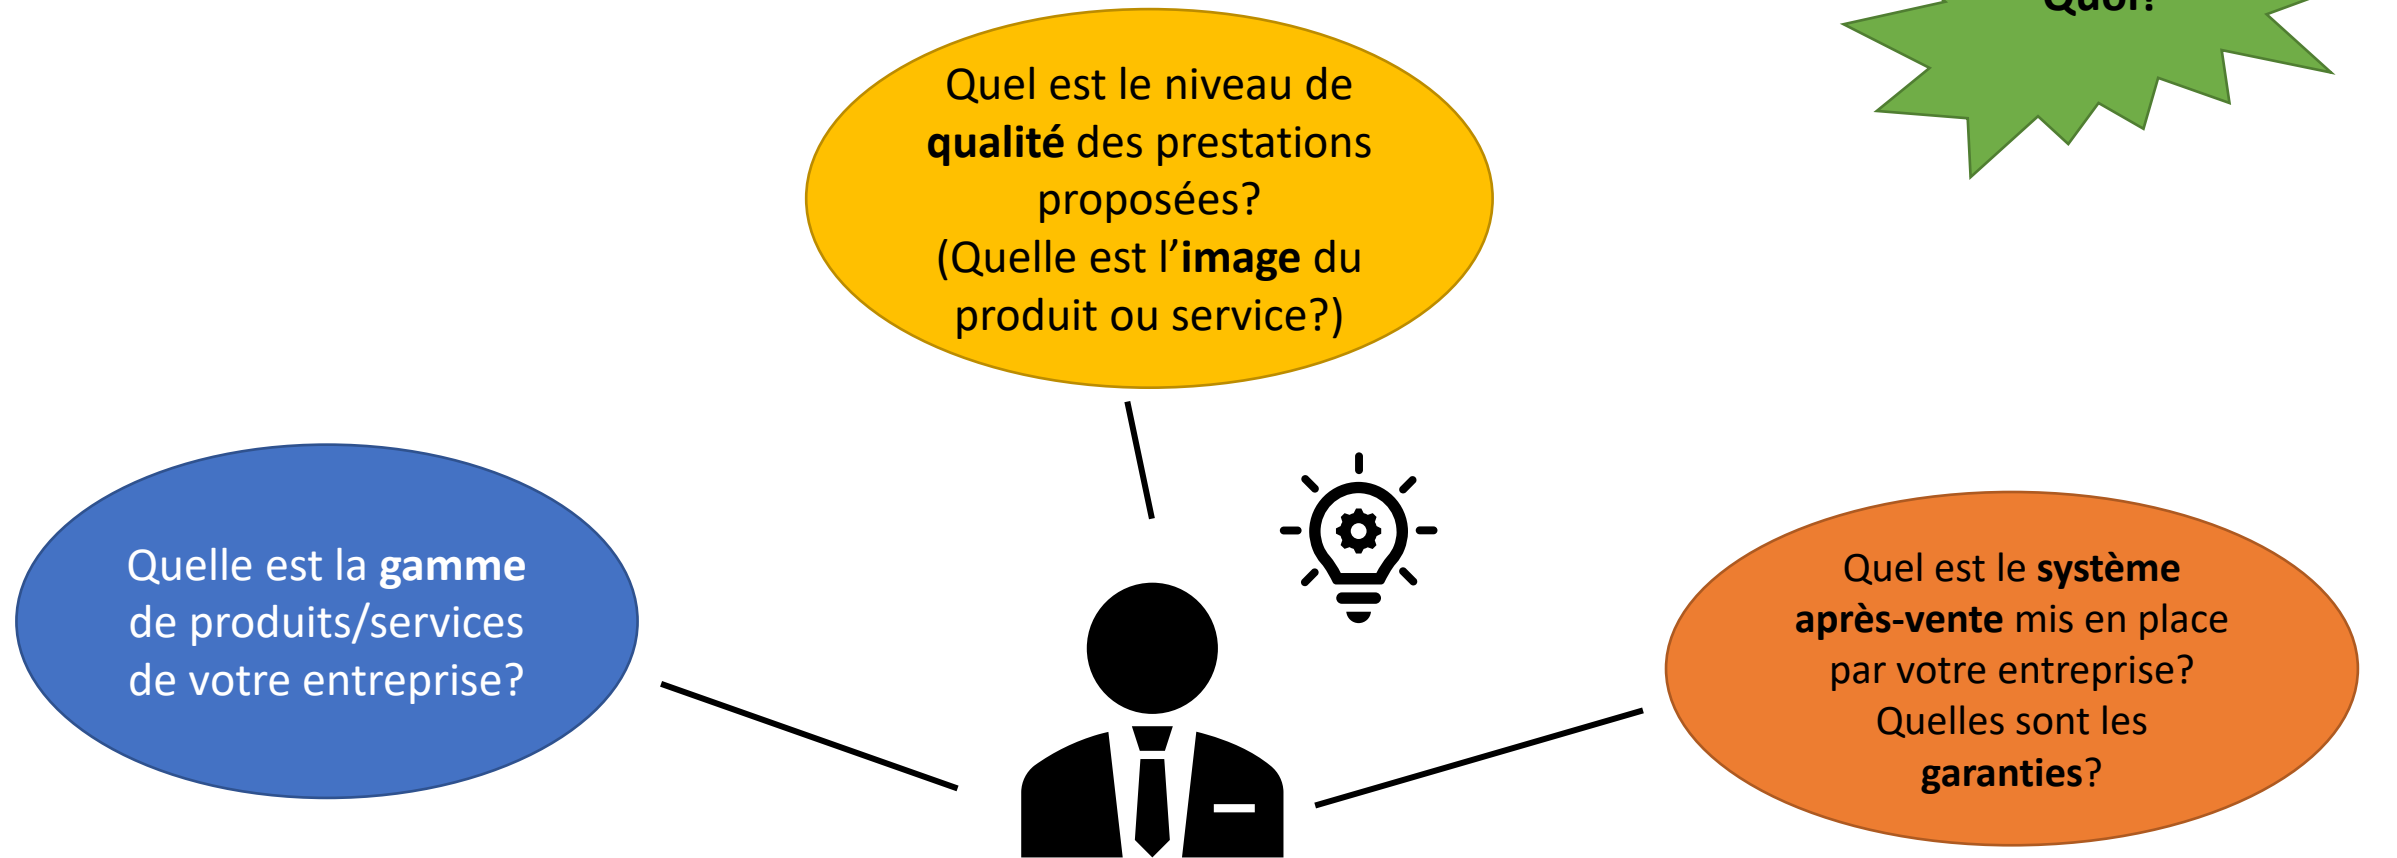 Quoi?
Quel est le niveau de
qualité des prestations
proposées?
(Quelle est l’image du
produit ou service?)
Quelle est la gamme
de produits/services
de votre entreprise?
Quel est le système
après-vente mis en place
par votre entreprise?
Quelles sont les
garanties?